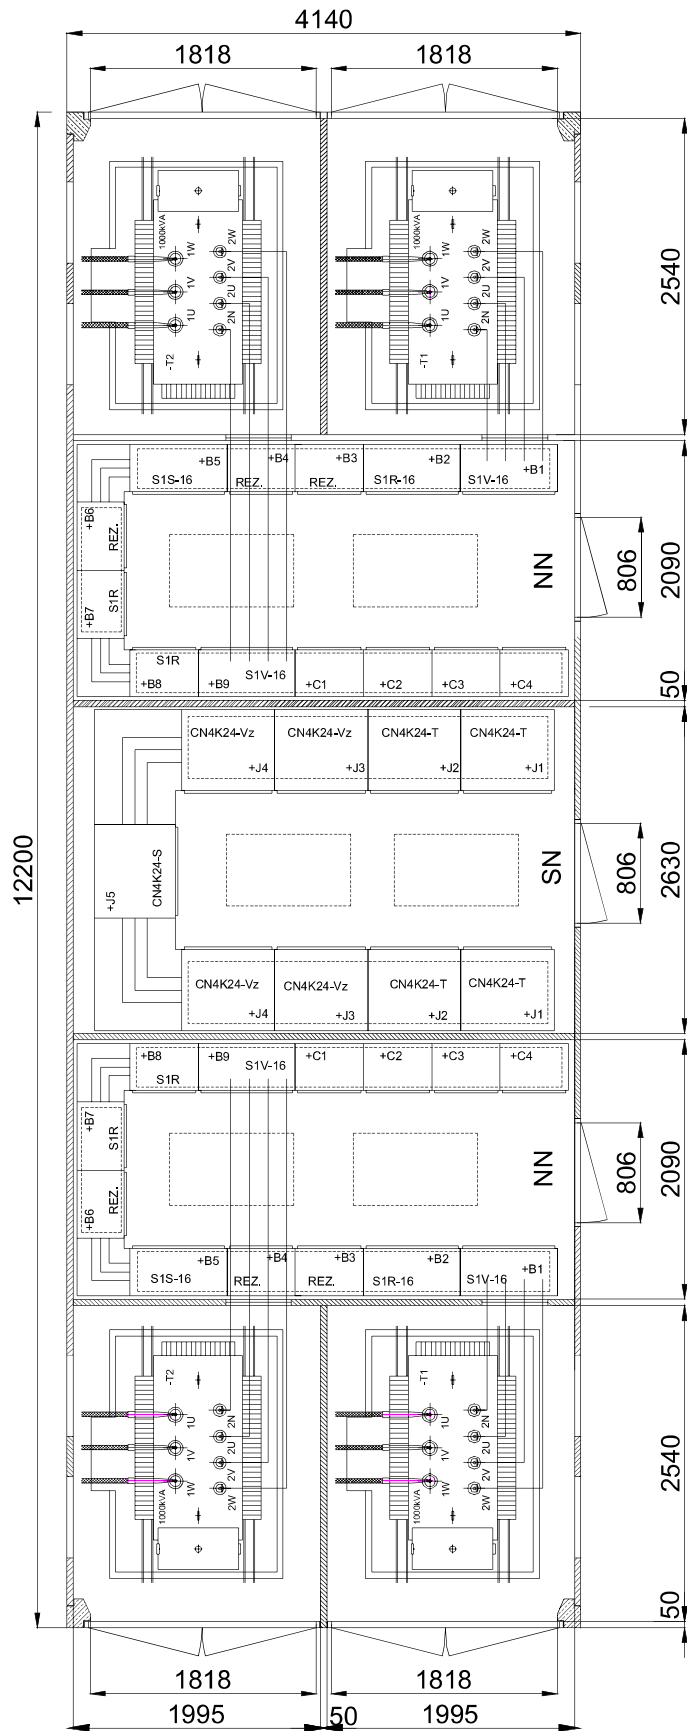 4140
1818 1818
1000kVA 1W 1V 1U 2W 2V 2U 2N -T2
1000kVA 1W 1V 1U 2W 2V 2U 2N -T1
2540
+B5 +B4 +B3 +B2 +B1
S1S-16 REZ. REZ. S1R-16 S1V-16
+B6 REZ.
+B7 S1R
NN
806
2090
S1R S1V-16
+B8 +B9 +C1 +C2 +C3 +C4
50
CN4K24-Vz CN4K24-Vz CN4K24-T CN4K24-T
+J4 +J3 +J2 +J1
12200
+J5 CN4K24-S
SN
806
2630
CN4K24-Vz CN4K24-Vz CN4K24-T CN4K24-T
+J4 +J3 +J2 +J1
+B8 +B9 +C1 +C2 +C3 +C4
S1R S1V-16
+B7 S1R
+B6 REZ.
NN
806
2090
+B5 +B4 +B3 +B2 +B1
S1S-16 REZ. REZ. S1R-16 S1V-16
-T2 1U 1V 1W 2N 2U 2V 2W 1000kVA
-T1 1U 1V 1W 2N 2U 2V 2W 1000kVA
2540
50
1818 1818
1995 50 1995